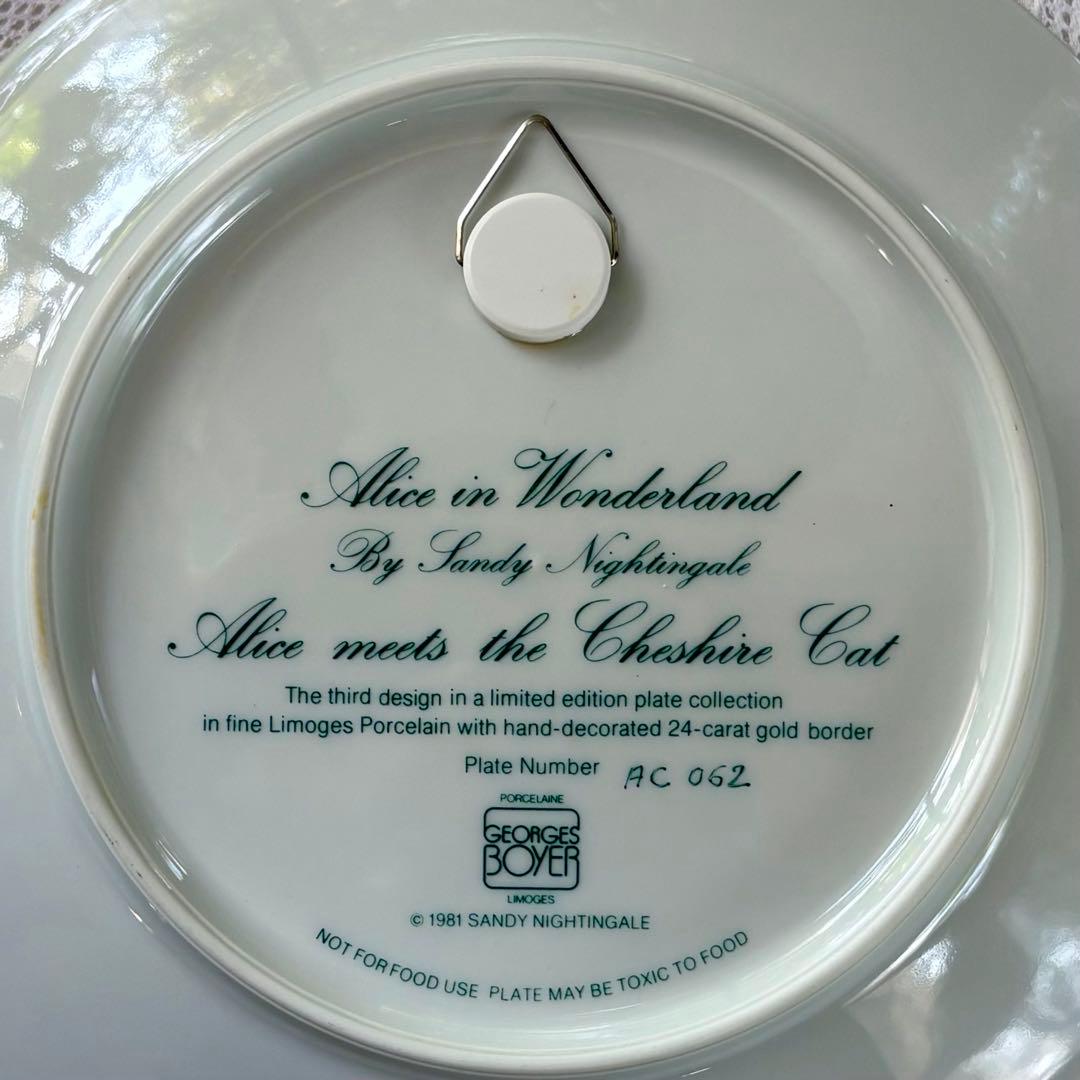 Alice in Wonderland
By Sandy Nightingale
Alice meets the Cheshire Cat
The third design in a limited edition plate collection
in fine Limoges Porcelain with hand-decorated 24-carat gold border
Plate Number AC 062
PORCELAINE
GEORGES
BOYER
LIMOGES
© 1981 SANDY NIGHTINGALE
NOT FOR FOOD USE PLATE MAY BE TOXIC TO FOOD